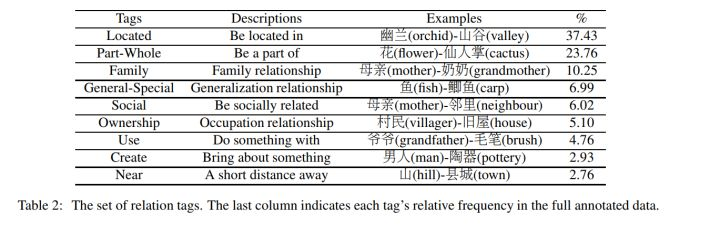 Tags Descriptions Examples %
Located Be located in 幽兰(orchid)-山谷(valley) 37.43
Part-Whole Be a part of 花(flower)-仙人掌(cactus) 23.76
Family Family relationship 母亲(mother)-奶奶(grandmother) 10.25
General-Special Generalization relationship 鱼(fish)-鲫鱼(carp) 6.99
Social Be socially related 母亲(mother)-邻里(neighbour) 6.02
Ownership Occupation relationship 村民(villager)-旧屋(house) 5.10
Use Do something with 爷爷(grandfather)-毛笔(brush) 4.76
Create Bring about something 男人(man)-陶器(pottery) 2.93
Near A short distance away 山(hill)-县城(town) 2.76
Table 2: The set of relation tags. The last column indicates each tag's relative frequency in the full annotated data.